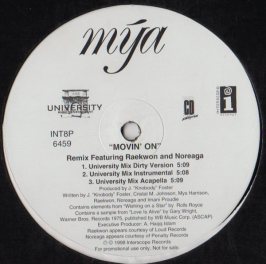 mýa
THE
UNIVERSITY
CD
@
i
INT8P
6459
"MOVIN' ON"
Remix Featuring Raekwon and Noreaga
1. University Mix Dirty Version 5:09
2. University Mix Instrumental 5:08
3. University Mix Acapella 5:09
Produced by J. "Knobody" Foster
Written by J. "Knobody" Foster, Cristal M. Johnson, Mya Harrison,
Raekwon, Noreaga and Imani Proudle
Contains elements from "Wishing on a Star" by Rolls Royce
Contains a sample from "Love Is Alive" by Gary Wright,
Warner Bros. Records 1975, published by WB Music Corp. (ASCAP)
Executive Producer: A. Haqq Islam
Raekwon appears courtesy of Loud Records
Noreaga appears courtesy of Penalty Records
© ℗ 1998 Interscope Records
For promotional use only. Not for sale.